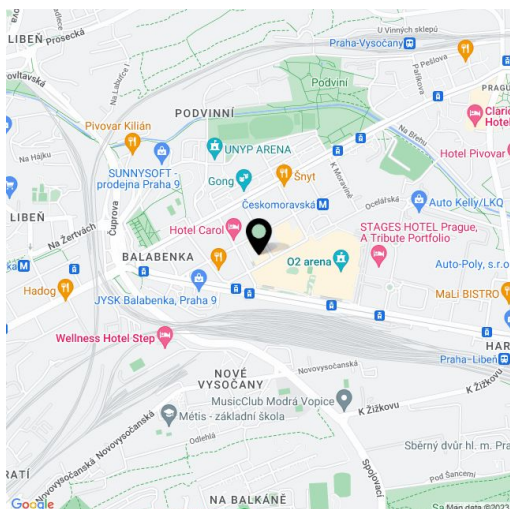 LIBEŇ
Prosecká
U Vinných sklepů
Praha-Vysočany
Pešlova
Paříkova
Na Labuťce I
PRAGU
PODVINNÍ
Clario
Hotel
Pivovar Kilián
Na Břehu
UNYP ARENA
Na Hájku
SUNNYSOFT -
prodejna Praha 9
Hotel Pivovar
Gong
Šnyt
K Moravině
Ocelářská
Českomoravská
Auto Kelly/LKQ
LIBEŇ
Čuprova
Hotel Carol
STAGES HOTEL Prague,
A Tribute Portfolio
Na Žertvách
BALABENKA
O2 arena
Auto-Poly, s.r.o
Hadog
JYSK Balabenka, Praha 9
MaLi BISTRO
Wellness Hotel Step
HAR
Praha-Libeň
Novovysočanská
NOVÉ
VYSOČANY
MusicClub Modrá Vopice
K Žižkovu
K Žižkovu
Métis - základní škola
Novovysočanská
Odlehlá
Sběrný dvůr hl. m. Pra
Spojovací
RATÍ
Pod Šancemi
NA BALKÁNĚ
Google
Map data ©2023